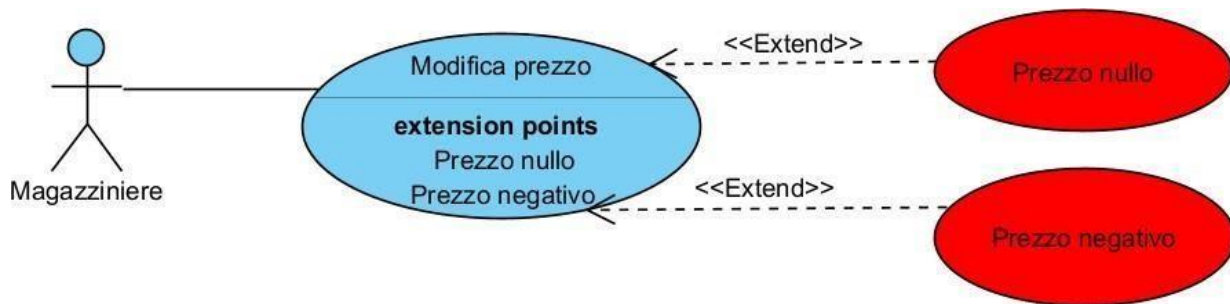 Magazziniere
Modifica prezzo
extension points
Prezzo nullo
Prezzo negativo
<<Extend>>
Prezzo nullo
<<Extend>>
Prezzo negativo